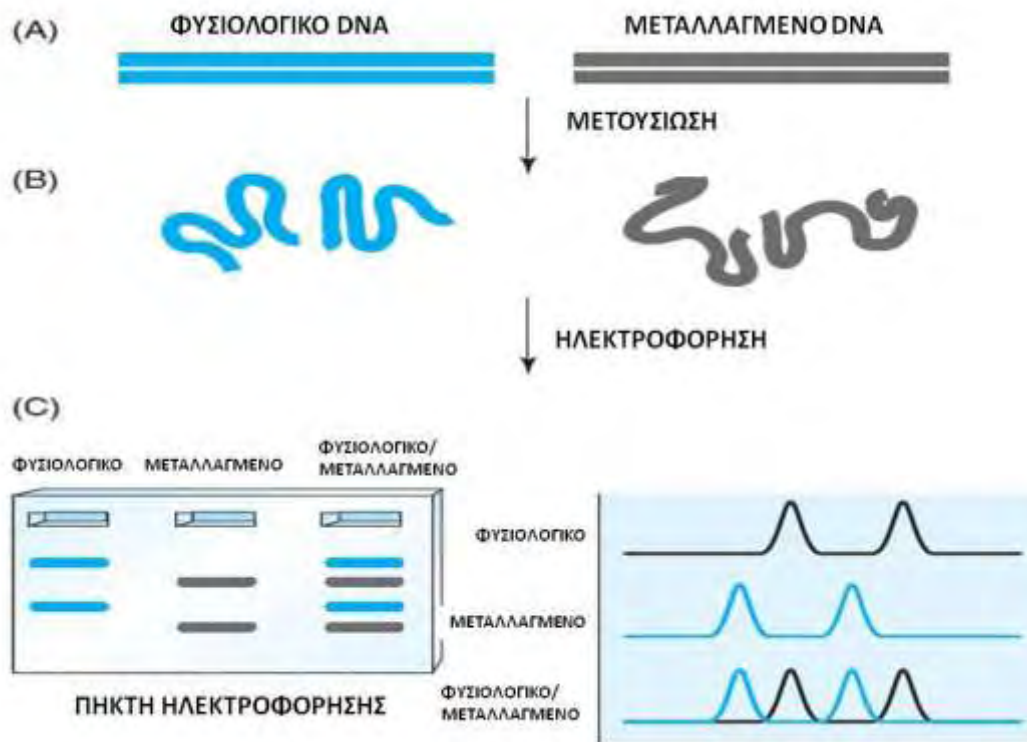 (A)
ΦΥΣΙΟΛΟΓΙΚΟ DNA
ΜΕΤΑΛΛΑΓΜΕΝΟ DNA
ΜΕΤΟΥΣΙΩΣΗ
(B)
ΗΛΕΚΤΡΟΦΟΡΗΣΗ
(C)
ΦΥΣΙΟΛΟΓΙΚΟ
ΜΕΤΑΛΛΑΓΜΕΝΟ
ΦΥΣΙΟΛΟΓΙΚΟ/
ΜΕΤΑΛΛΑΓΜΕΝΟ
ΠΗΚΤΗ ΗΛΕΚΤΡΟΦΟΡΗΣΗΣ
ΦΥΣΙΟΛΟΓΙΚΟ
ΜΕΤΑΛΛΑΓΜΕΝΟ
ΦΥΣΙΟΛΟΓΙΚΟ/
ΜΕΤΑΛΛΑΓΜΕΝΟ